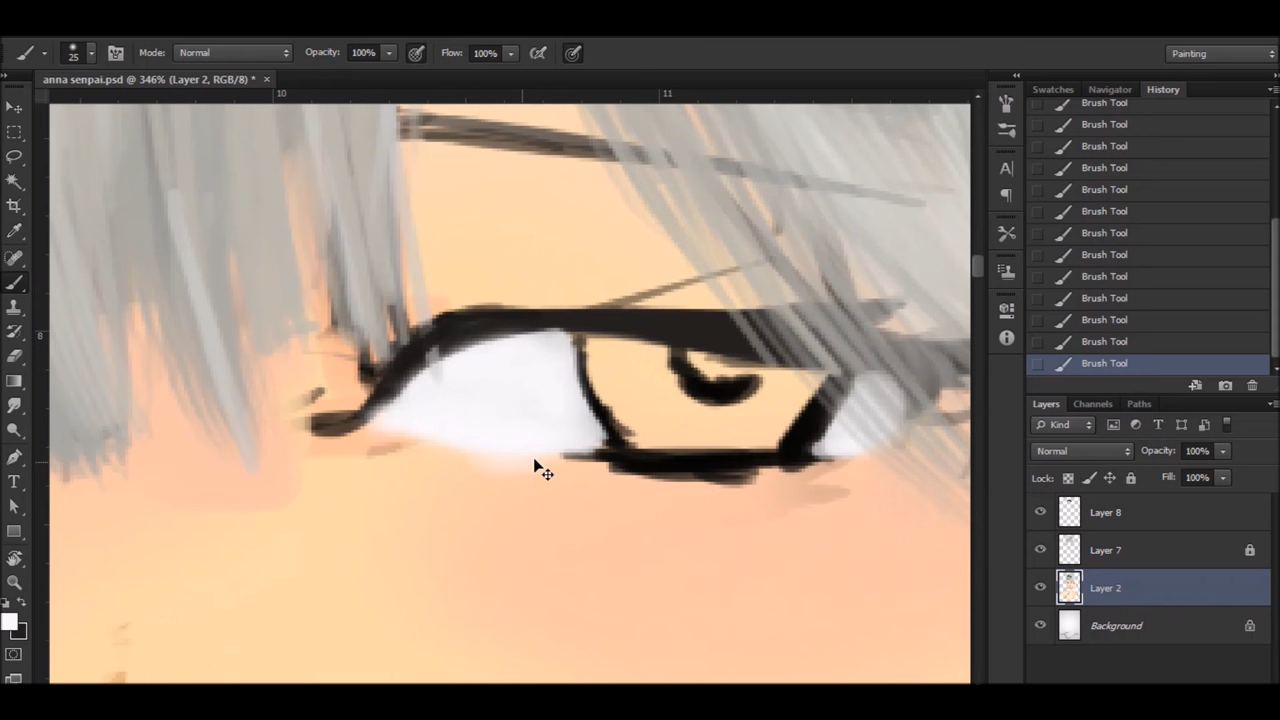 25 Mode: Normal Opacity: 100% Flow: 100% Painting
anna senpai.psd @ 346% (Layer 2, RGB/8) * ×
Swatches Navigator History
10 11
6
Brush Tool
Brush Tool
Brush Tool
Brush Tool
Brush Tool
Brush Tool
Brush Tool
Brush Tool
Brush Tool
Brush Tool
Brush Tool
Brush Tool
Brush Tool
Layers Channels Paths
Kind
Normal Opacity: 100%
Lock: Fill: 100%
Layer 8
Layer 7
Layer 2
Background